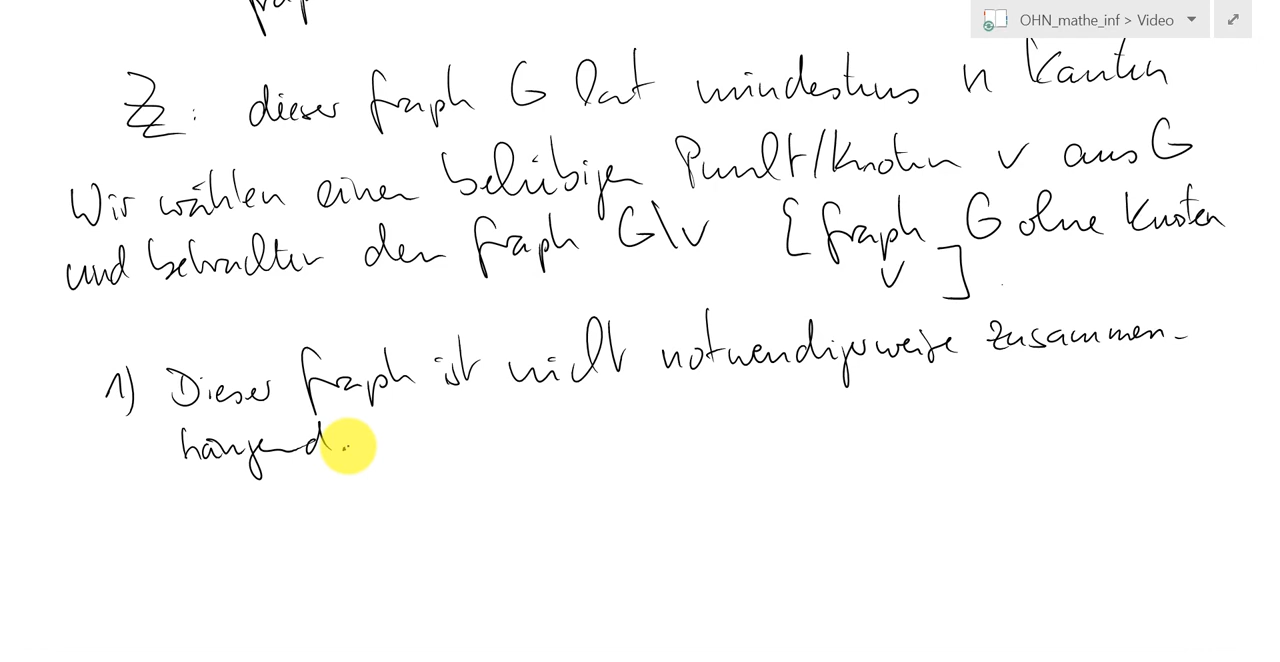 OHN_mathe_inf > Video
ZZ: dieser Graph G hat mindestens n Kanten
Wir wählen einen beliebigen Punkt/Knoten v aus G
und betrachten den Graph G\v [Graph G ohne Knoten
v]
1) Dieser Graph ist nicht notwendigerweise zusammen-
hängend.